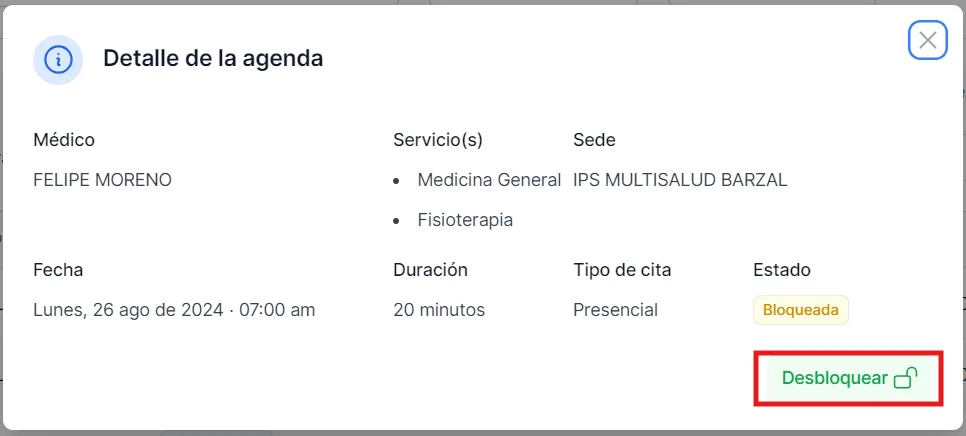 Detalle de la agenda
Médico
Servicio(s)
Sede
FELIPE MORENO
• Medicina General
IPS MULTISALUD BARZAL
• Fisioterapia
Fecha
Duración
Tipo de cita
Estado
Lunes, 26 ago de 2024 · 07:00 am
20 minutos
Presencial
Bloqueada
Desbloquear